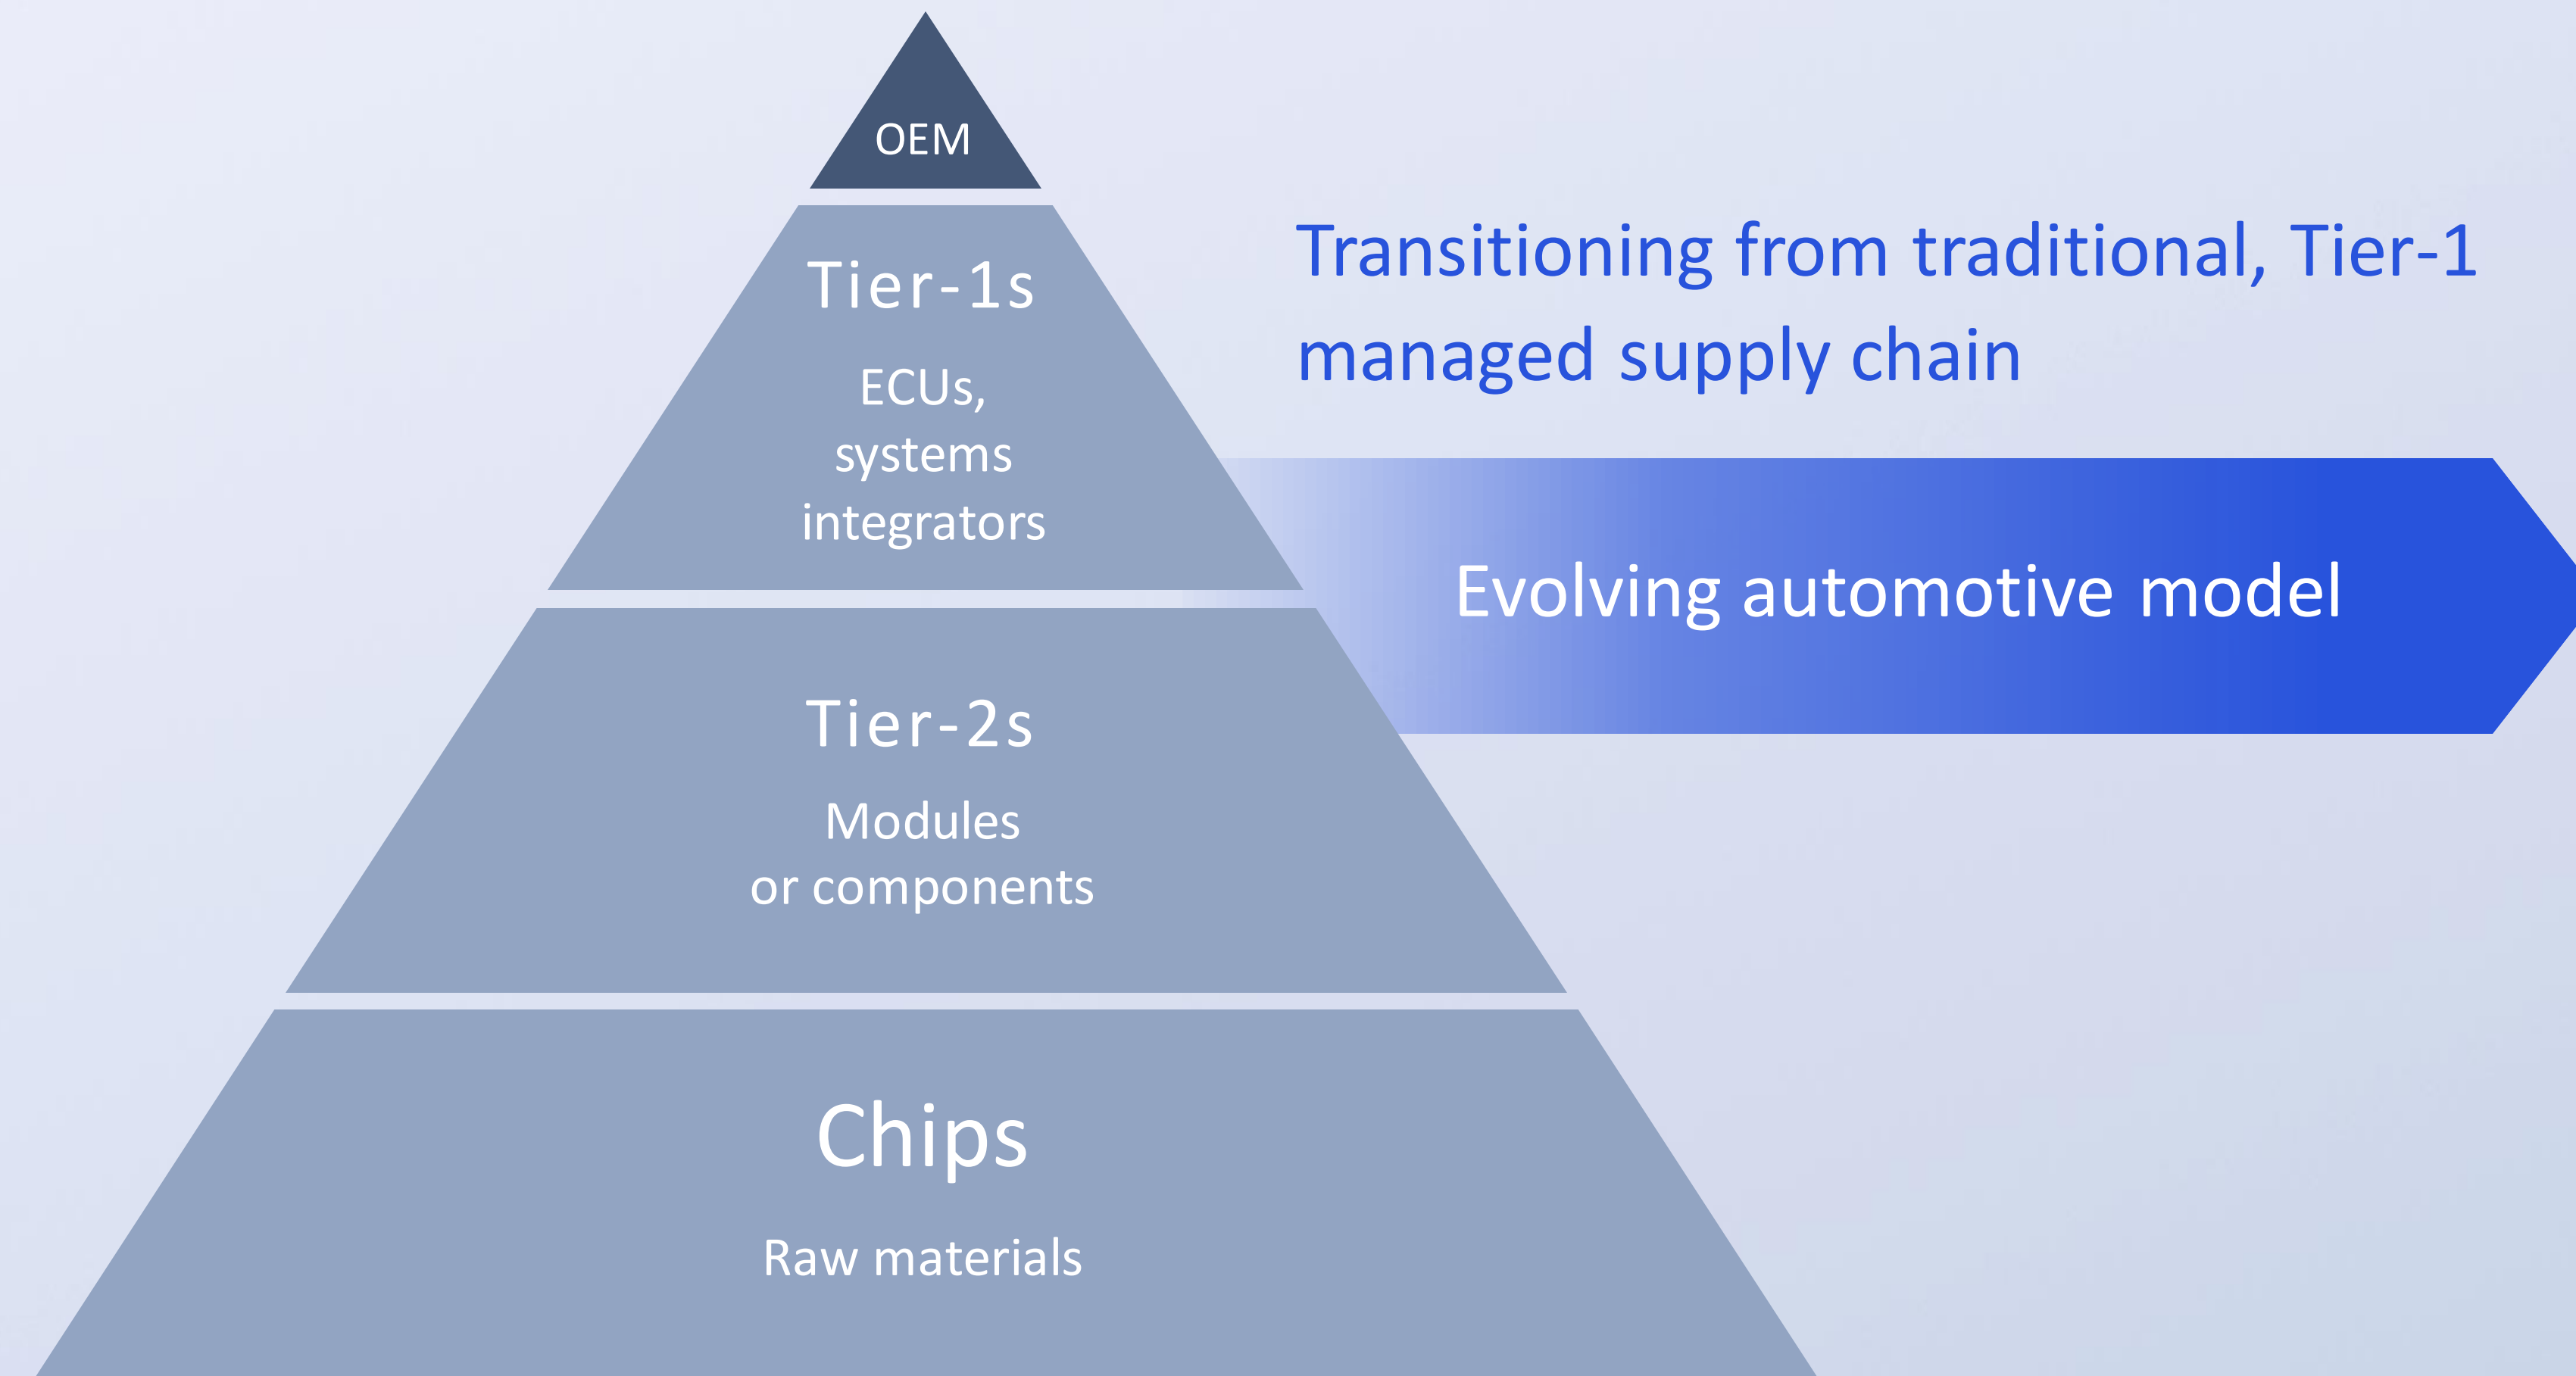 OEM
Tier-1s
ECUs,
systems
integrators
Transitioning from traditional, Tier-1
managed supply chain
Evolving automotive model
Tier-2s
Modules
or components
Chips
Raw materials